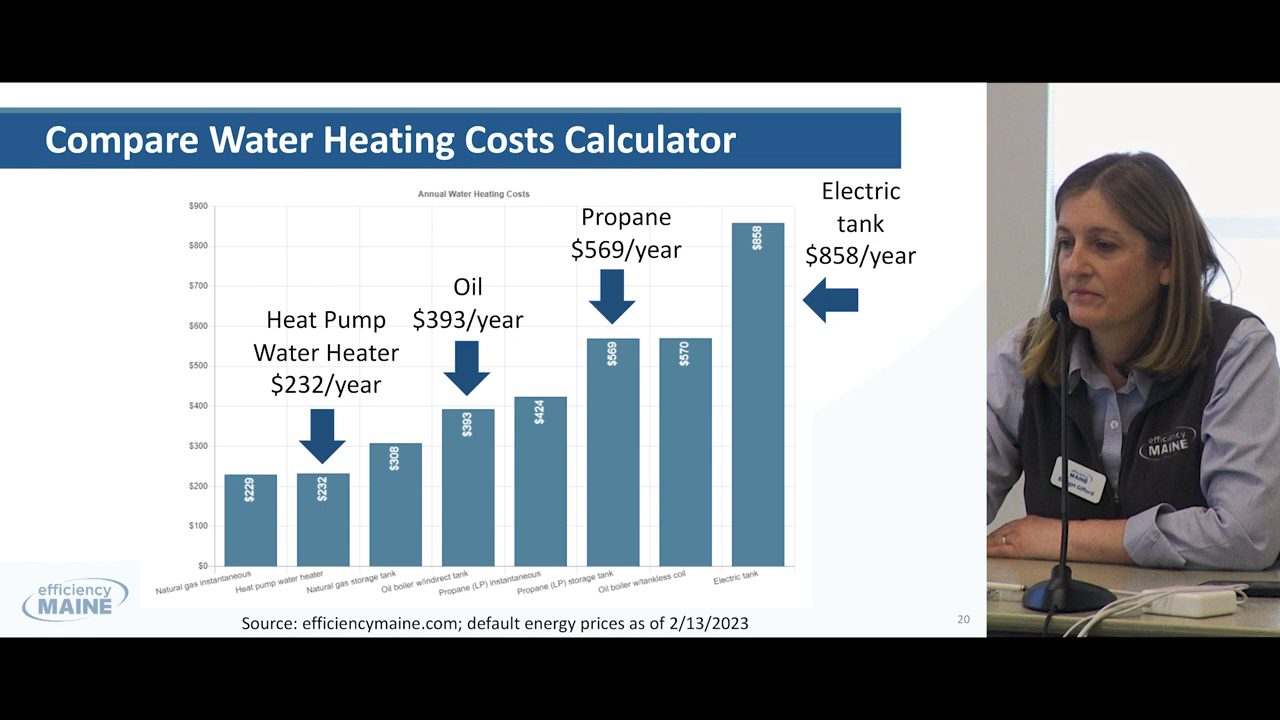 Compare Water Heating Costs Calculator
Annual Water Heating Costs
$900
$800
$700
$600
$500
$400
$300
$200
$100
$0
Heat Pump
Water Heater
$232/year
Oil
$393/year
Propane
$569/year
Electric
tank
$858/year
$229
$232
$308
$393
$424
$569
$570
$858
Natural gas instantaneous
Heat pump water heater
Natural gas storage tank
Oil boiler w/indirect tank
Propane (LP) instantaneous
Propane (LP) storage tank
Oil boiler w/tankless coil
Electric tank
efficiency
MAINE
Source: efficiencymaine.com; default energy prices as of 2/13/2023
20
efficiency
MAINE
MAINE
Gifford